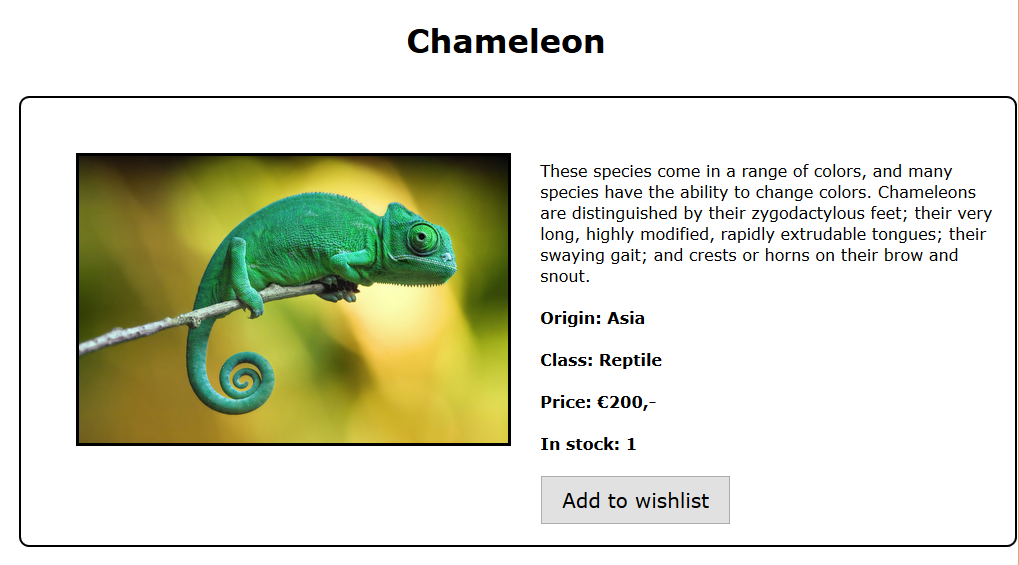 Chameleon
These species come in a range of colors, and many
species have the ability to change colors. Chameleons
are distinguished by their zygodactylous feet; their very
long, highly modified, rapidly extrudable tongues; their
swaying gait; and crests or horns on their brow and
snout.
Origin: Asia
Class: Reptile
Price: €200,-
In stock: 1
Add to wishlist